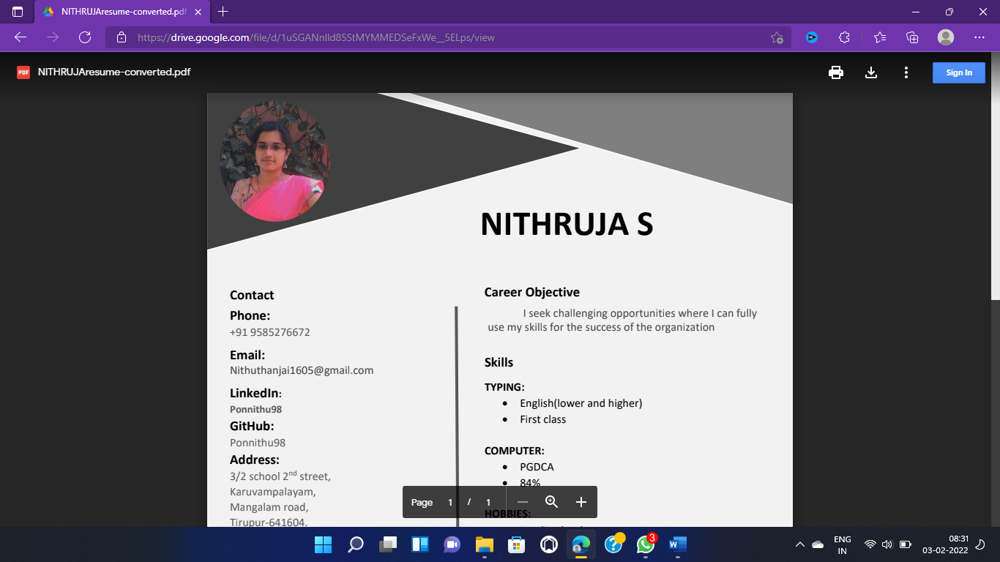 NITHRUJAresume-converted.pdf
https://drive.google.com/file/d/1uSGANnIld85StMYMMEDSeFxWe__5ELps/view
PDF NITHRUJAresume-converted.pdf
Sign In
NITHRUJA S
Contact
Phone:
+91 9585276672
Email:
Nithuthanjai1605@gmail.com
LinkedIn:
Ponnithu98
GitHub:
Ponnithu98
Address:
3/2 school 2nd street,
Karuvampalayam,
Mangalam road,
Tirupur-641604.
Career Objective
I seek challenging opportunities where I can fully
use my skills for the success of the organization
Skills
TYPING:
• English(lower and higher)
• First class
COMPUTER:
• PGDCA
• 84%
HOBBIES:
Page 1 / 1
3
W
ENG
IN
08:31
03-02-2022